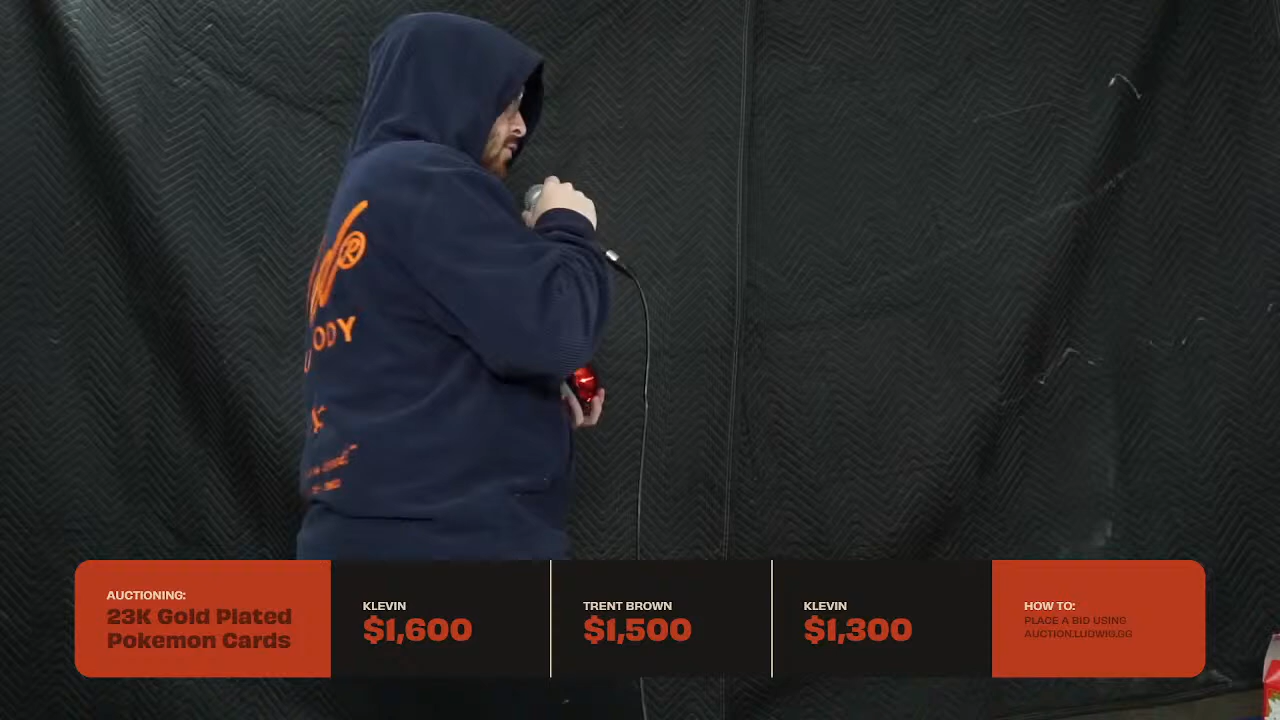 ®
ODY
AUCTIONING:
23K Gold Plated
Pokemon Cards
KLEVIN
$1,600
TRENT BROWN
$1,500
KLEVIN
$1,300
HOW TO:
PLACE A BID USING
AUCTION.LUDWIG.GG